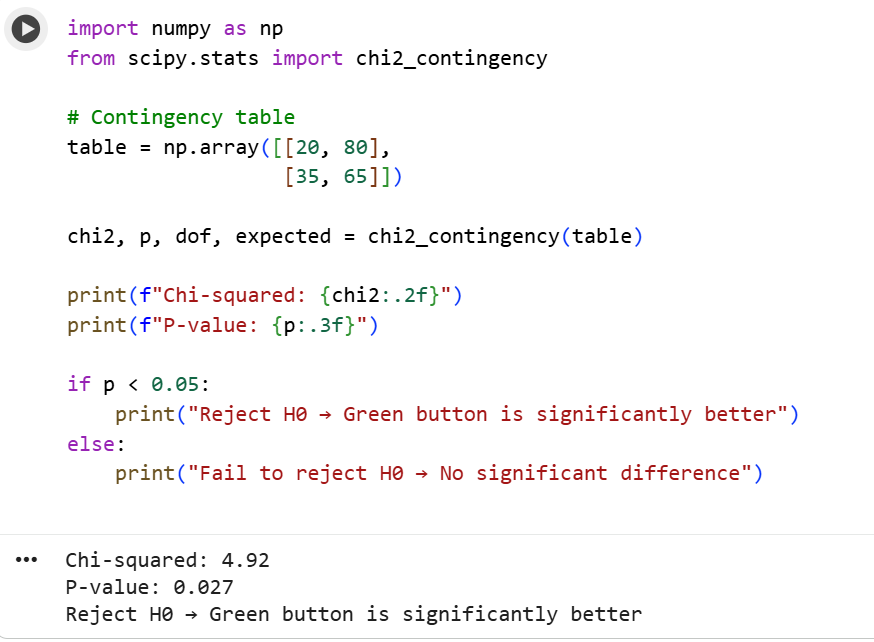 import numpy as np
from scipy.stats import chi2_contingency
# Contingency table
table = np.array([[20, 80],
                  [35, 65]])
chi2, p, dof, expected = chi2_contingency(table)
print(f"Chi-squared: {chi2:.2f}")
print(f"P-value: {p:.3f}")
if p < 0.05:
    print("Reject H0 → Green button is significantly better")
else:
    print("Fail to reject H0 → No significant difference")
Chi-squared: 4.92
P-value: 0.027
Reject H0 → Green button is significantly better